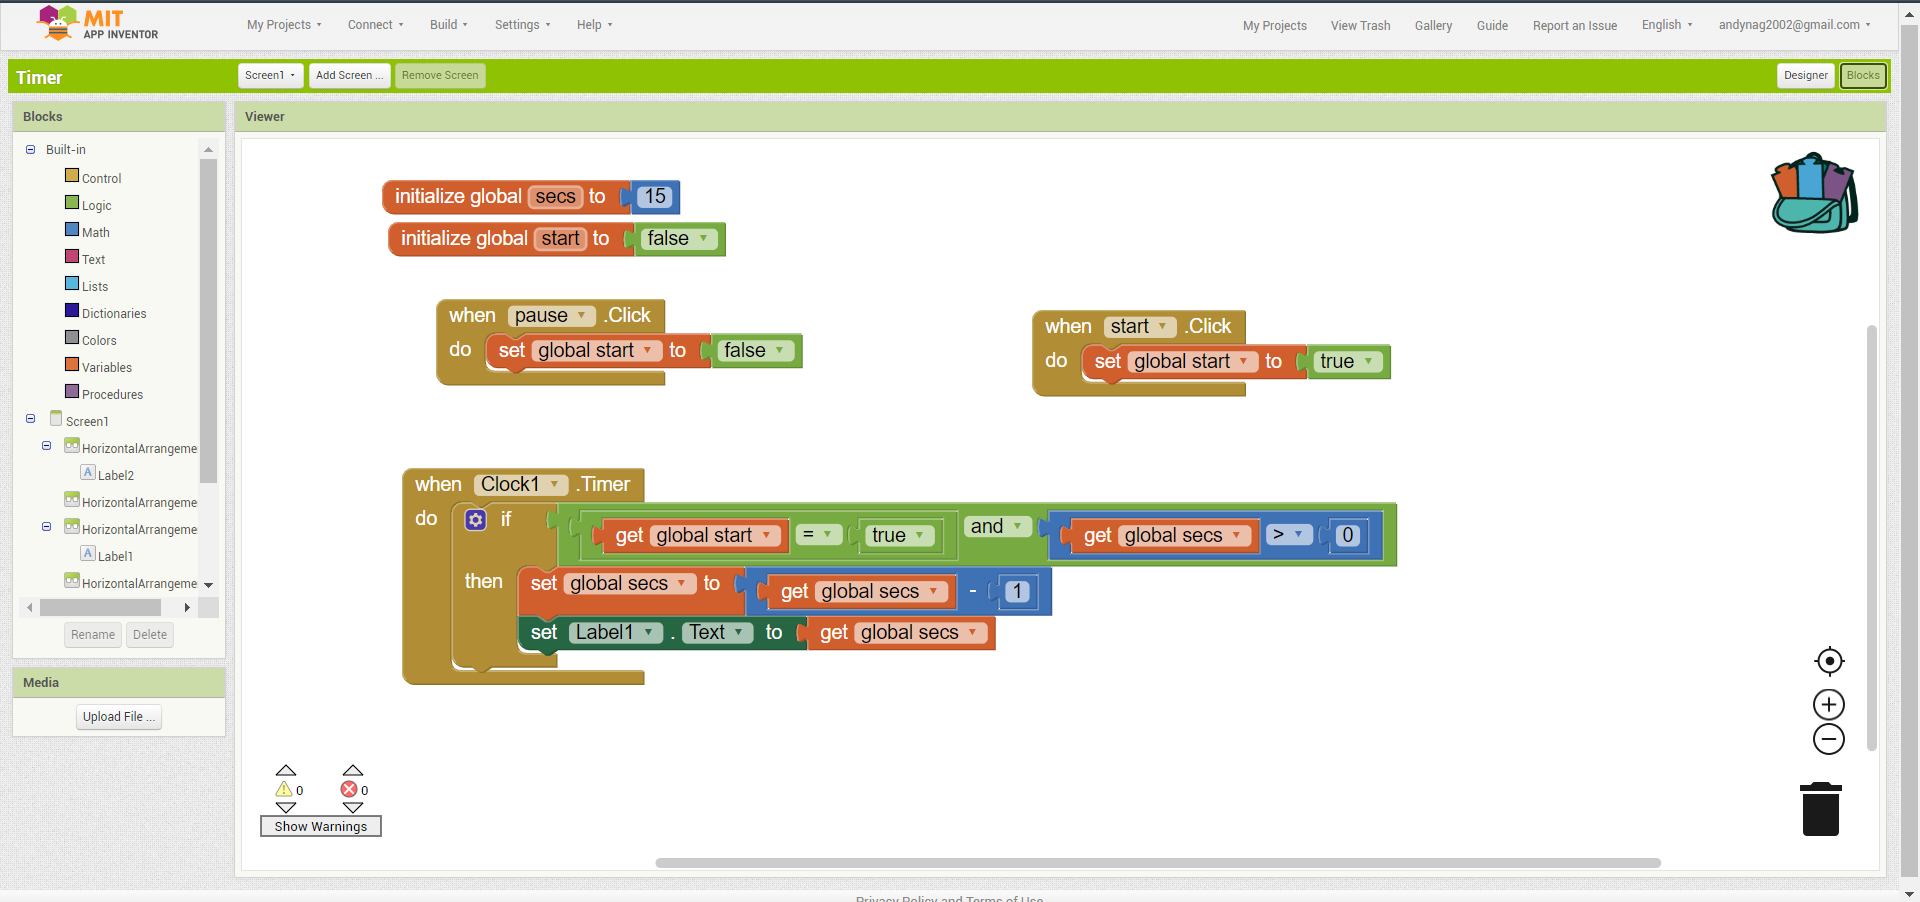 MIT
APP INVENTOR
My Projects Connect Build Settings Help My Projects View Trash Gallery Guide Report an Issue English andynag2002@gmail.com
Timer Screen1 Add Screen ... Remove Screen Designer Blocks
Blocks
Built-in
Control
Logic
Math
Text
Lists
Dictionaries
Colors
Variables
Procedures
Screen1
HorizontalArrangeme
A Label2
HorizontalArrangeme
HorizontalArrangeme
A Label1
HorizontalArrangeme
Rename Delete
Media
Upload File ...
Viewer
initialize global secs to 15
initialize global start to false
when pause .Click
do set global start to false
when start .Click
do set global start to true
when Clock1 .Timer
do if get global start = true and get global secs > 0
then set global secs to get global secs - 1
set Label1 . Text to get global secs
0 0
Show Warnings
Privacy Policy and Terms of Use